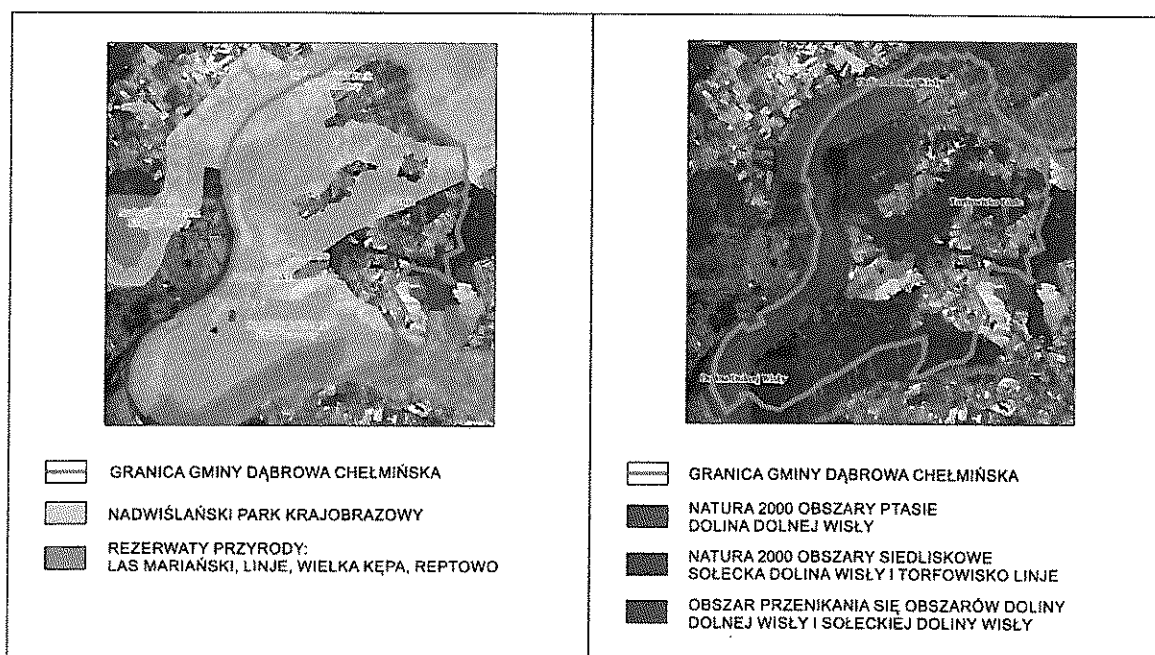 Torfowisko Linie
GRANICA GMINY DĄBROWA CHEŁMIŃSKA
NADWIŚLAŃSKI PARK KRAJOBRAZOWY
REZERWATY PRZYRODY:
LAS MARIAŃSKI, LINJE, WIELKA KĘPA, REPTOWO
GRANICA GMINY DĄBROWA CHEŁMIŃSKA
NATURA 2000 OBSZARY PTASIE
DOLINA DOLNEJ WISŁY
NATURA 2000 OBSZARY SIEDLISKOWE
SOŁECKA DOLINA WISŁY I TORFOWISKO LINJE
OBSZAR PRZENIKANIA SIĘ OBSZARÓW DOLINY
DOLNEJ WISŁY I SOŁECKIEJ DOLINY WISŁY